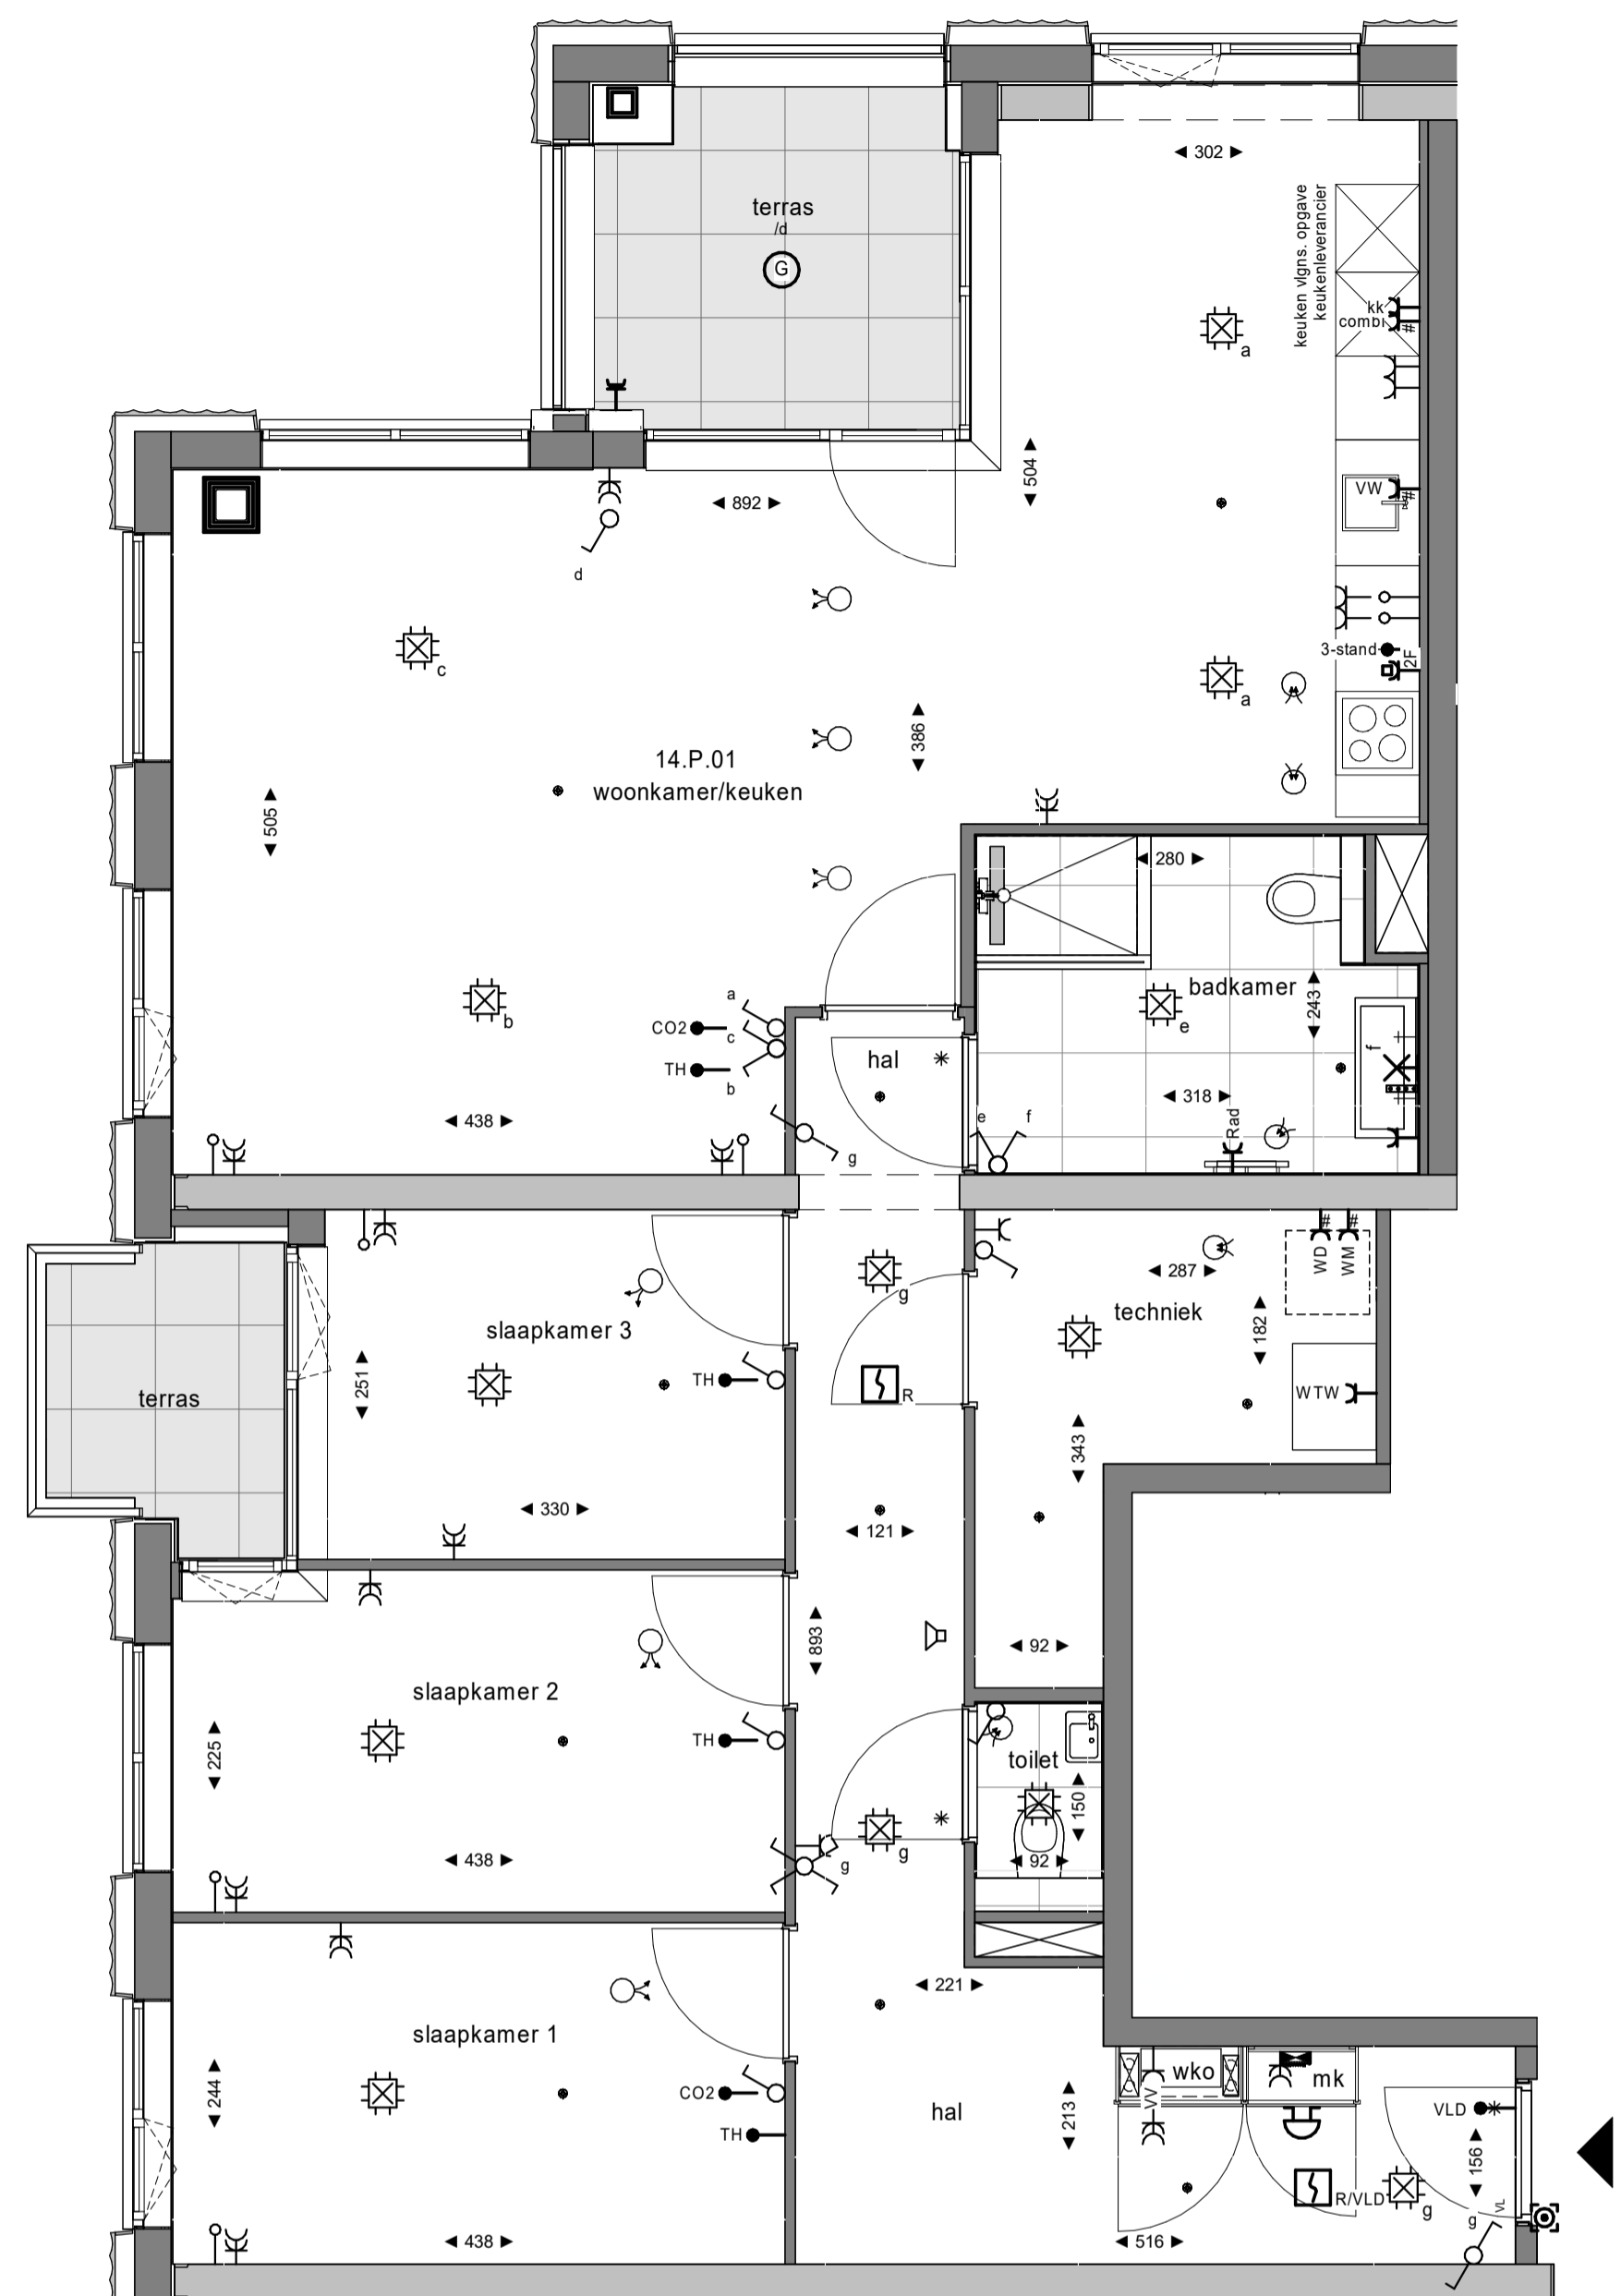 302
terras
/d
G
keuken vlgns. opgave
keukenleverancier
kk
combi
#
a
504
892
VW
#
d
c
3-stand
2F
a
386
14.P.01
woonkamer/keuken
505
280
badkamer
243
a
b
CO2
c
e
TH
b
hal
f
318
438
e
f
Rad
g
#
#
WD
WM
287
slaapkamer 3
g
techniek
182
251
TH
R
WTW
terras
343
330
121
893
92
slaapkamer 2
225
TH
toilet
150
g
g
92
438
221
slaapkamer 1
wko
mk
244
CO2
VV
hal
213
VLD
TH
156
R/VLD
g
g
VL
438
516